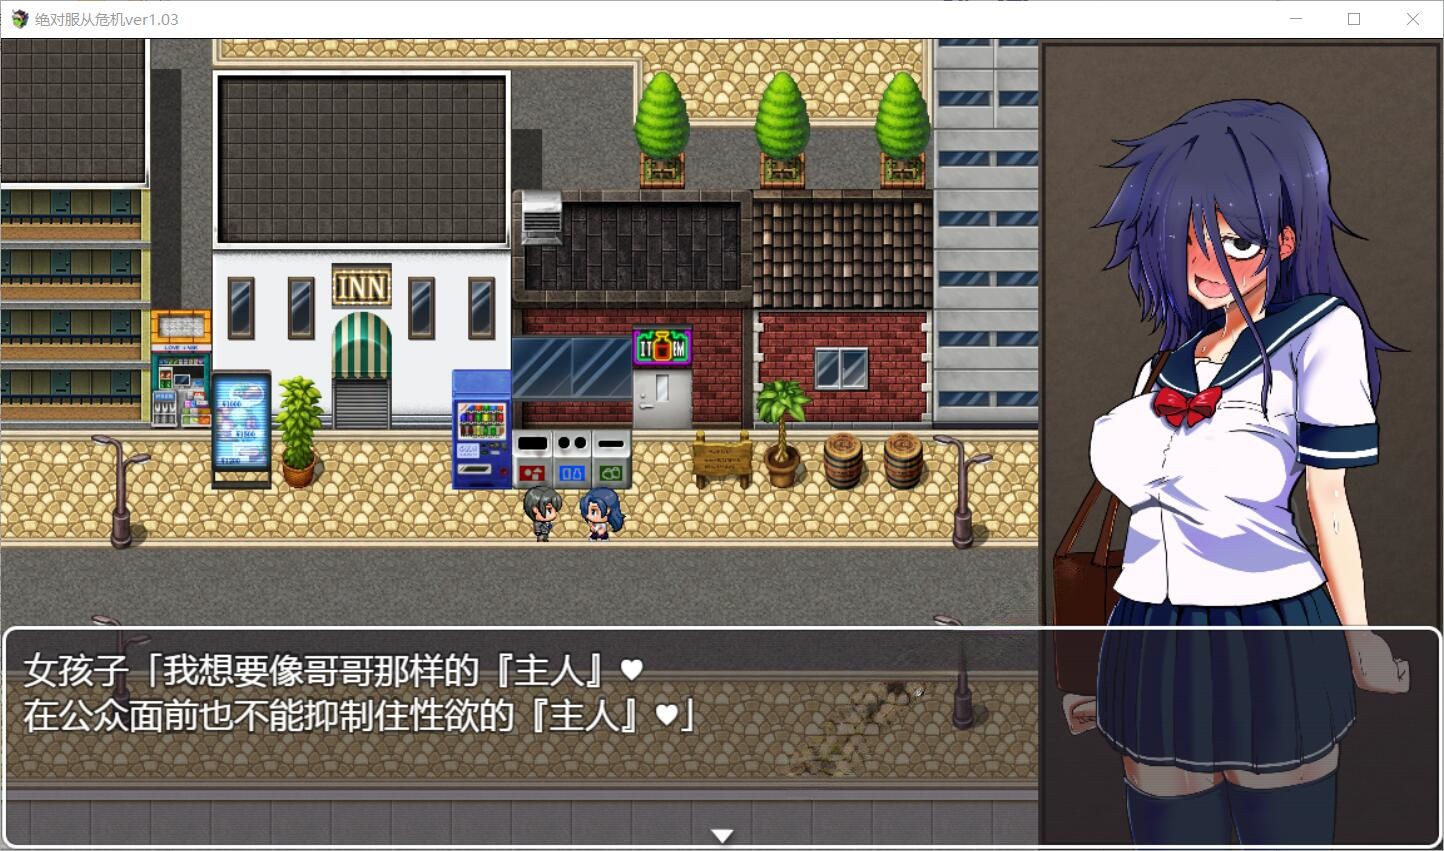 绝对服从危机ver1.03
INN
ITEM
¥1000
¥1500
女孩子「我想要像哥哥那样的『主人』♥
在公众面前也不能抑制住性欲的『主人』♥」